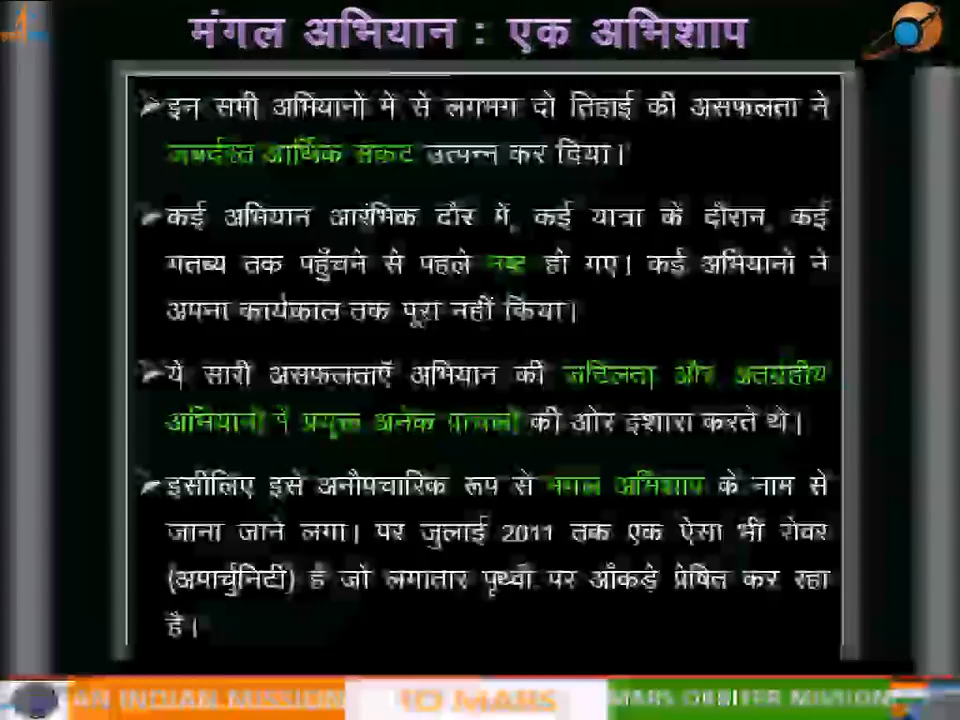 मंगल अभियान : एक अभिशाप
इन सभी अभियानों में से लगभग दो तिहाई की असफलता ने
जबर्दस्त आर्थिक संकट उत्पन्न कर दिया।
कई अभियान आरंभिक दौर में, कई यात्रा के दौरान, कई
गंतव्य तक पहुँचने से पहले नष्ट हो गए। कई अभियानों ने
अपना कार्यकाल तक पूरा नहीं किया।
ये सारी असफलताएँ अभियान की जटिलता और अंतग्रहीय
अभियानों में प्रयुक्त अनेक की ओर इशारा करते थे।
इसीलिए इसे अनौपचारिक रूप से मंगल अभिशाप के नाम से
जाना जाने लगा। पर जुलाई 2011 तक एक ऐसा भी रोवर
(अपार्चुनिटी) है जो लगातार पृथ्वी पर आँकड़े प्रेषित कर रहा
है।
AN INDIAN MISSION TO MARS MARS ORBITER MISSION